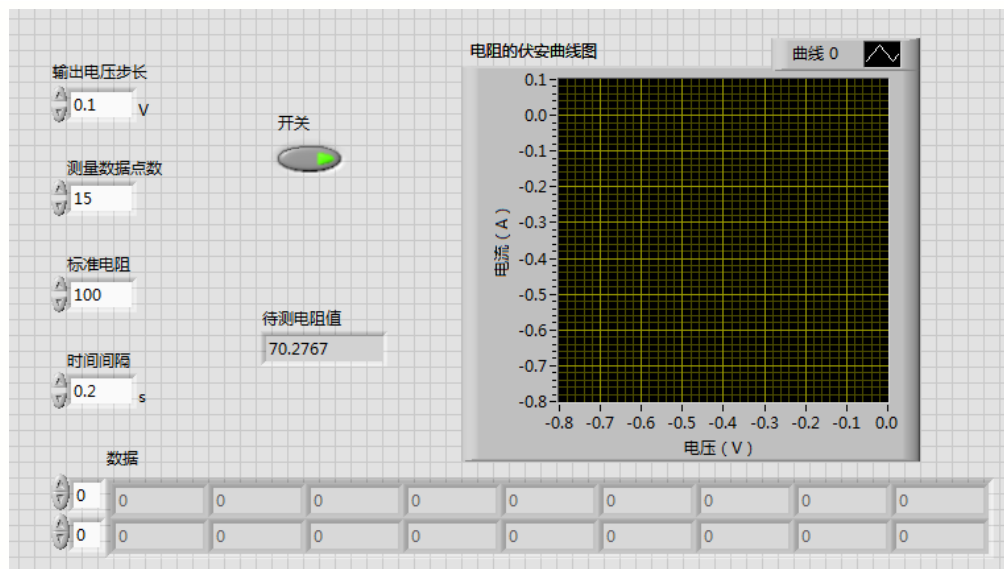 电阻的伏安曲线图
曲线 0
输出电压步长
0.1 V
开关
测量数据点数
15
标准电阻
100
待测电阻值
70.2767
时间间隔
0.2 s
电流（A）
0.1
0.0
-0.1
-0.2
-0.3
-0.4
-0.5
-0.6
-0.7
-0.8
-0.8 -0.7 -0.6 -0.5 -0.4 -0.3 -0.2 -0.1 0.0
电压（V）
数据
0 0 0 0 0 0 0 0 0 0
0 0 0 0 0 0 0 0 0 0